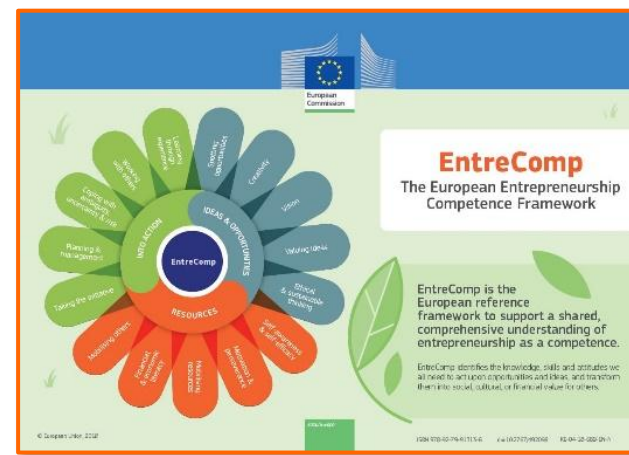 European
Commission
EntreComp
The European Entrepreneurship
Competence Framework
Learning
through
experience
Working
with others
Coping with
ambiguity,
uncertainty & risk
Planning &
management
Taking the initiative
Mobilising others
Financial
& economic
literacy
Mobilising
resources
Motivation &
perseverance
Self-awareness
& self-efficacy
Ethical
& sustainable
thinking
Valuing ideas
Vision
Creativity
Spotting
opportunities
INTO ACTION
IDEAS & OPPORTUNITIES
RESOURCES
EntreComp
EntreComp is the
European reference
framework to support a shared,
comprehensive understanding of
entrepreneurship as a competence.
EntreComp identifies the knowledge, skills and attitudes we
all need to act upon opportunities and ideas, and transform
them into social, cultural, or financial value for others.
© European Union,